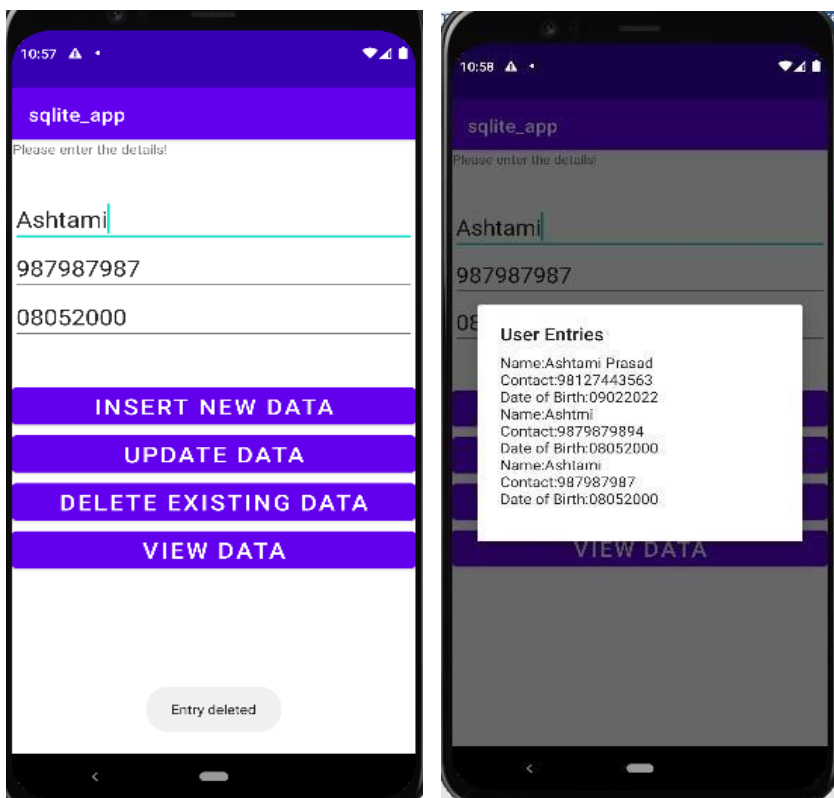 10:57
sqlite_app
Please enter the details!
Ashtami
987987987
08052000
INSERT NEW DATA
UPDATE DATA
DELETE EXISTING DATA
VIEW DATA
Entry deleted
10:58
sqlite_app
Please enter the details!
Ashtami
987987987
08
User Entries
Name:Ashtami Prasad
Contact:98127443563
Date of Birth:09022022
Name:Ashtmi
Contact:9879879894
Date of Birth:08052000
Name:Ashtami
Contact:987987987
Date of Birth:08052000
VIEW DATA